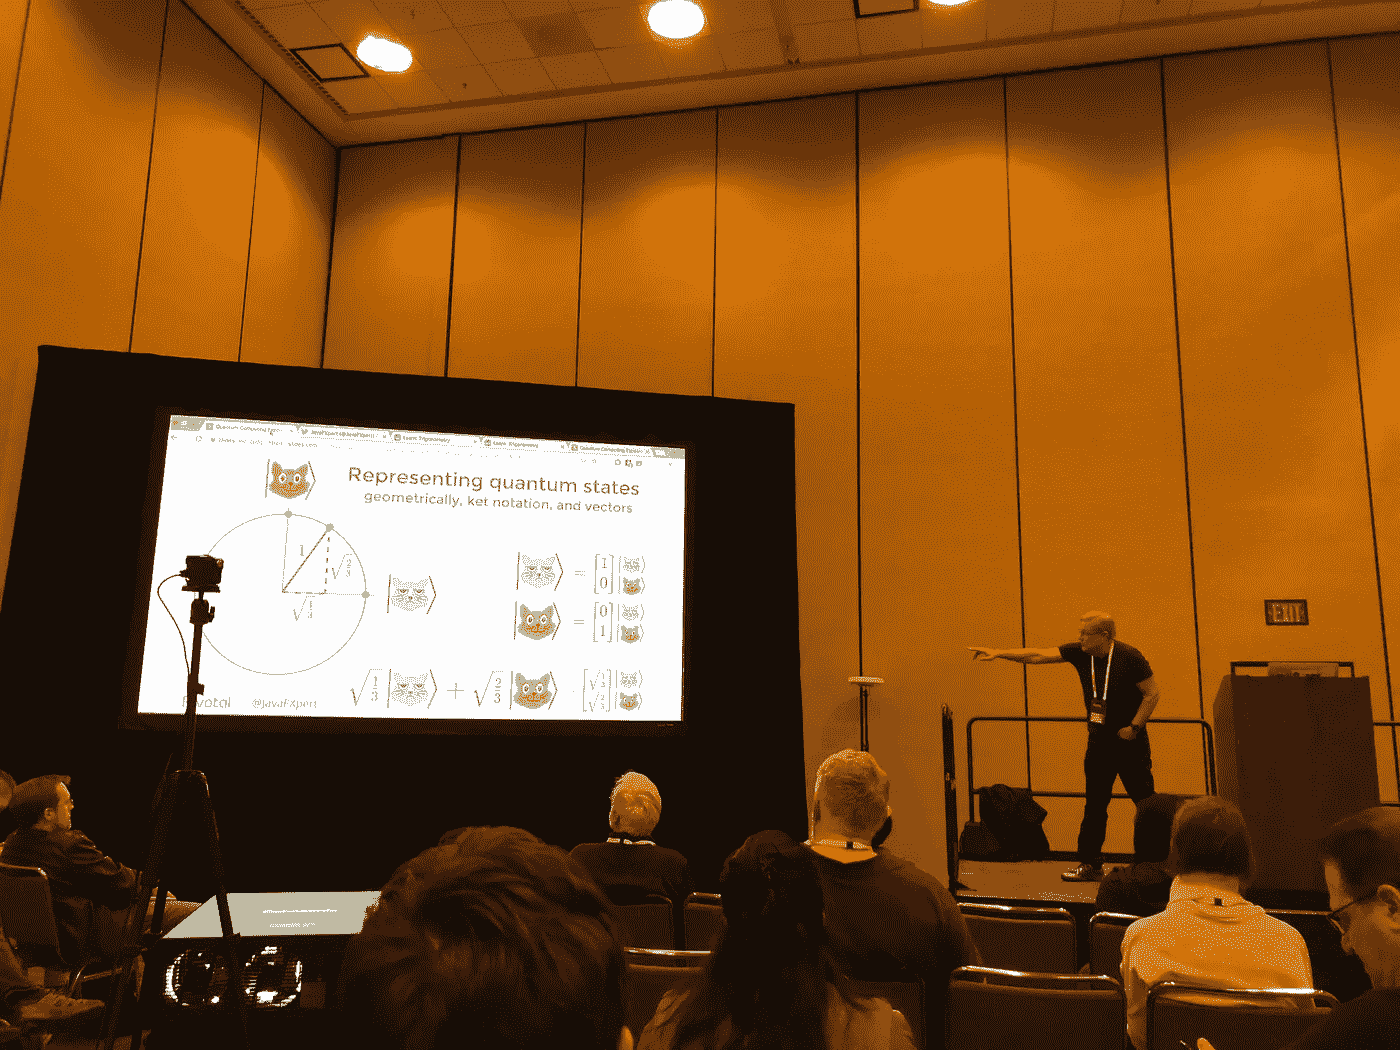 Representing quantum states
geometrically, ket notation, and vectors
1
√2/3
√1/3
| ⟩ = [1 0] | ⟩ | ⟩
| ⟩ = [0 1] | ⟩ | ⟩
√1/3 | ⟩ + √2/3 | ⟩ [√1/3 √2/3] | ⟩ | ⟩
@JavaFXpert
EXIT